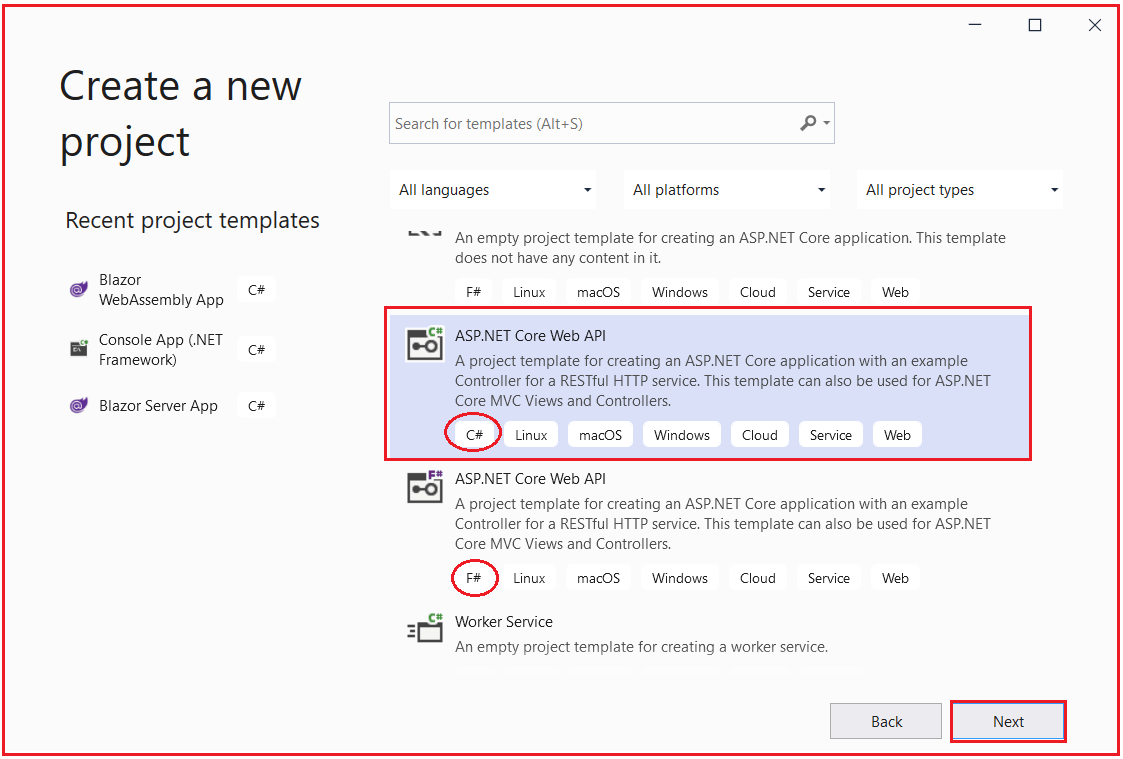 Create a new
project
Search for templates (Alt+S)
All languages
All platforms
All project types
Recent project templates
Blazor
WebAssembly App
C#
Console App (.NET
Framework)
C#
Blazor Server App
C#
An empty project template for creating an ASP.NET Core application. This template
does not have any content in it.
F# Linux macOS Windows Cloud Service Web
C#
ASP.NET Core Web API
A project template for creating an ASP.NET Core application with an example
Controller for a RESTful HTTP service. This template can also be used for ASP.NET
Core MVC Views and Controllers.
C# Linux macOS Windows Cloud Service Web
F#
ASP.NET Core Web API
A project template for creating an ASP.NET Core application with an example
Controller for a RESTful HTTP service. This template can also be used for ASP.NET
Core MVC Views and Controllers.
F# Linux macOS Windows Cloud Service Web
C#
Worker Service
An empty project template for creating a worker service.
Back
Next